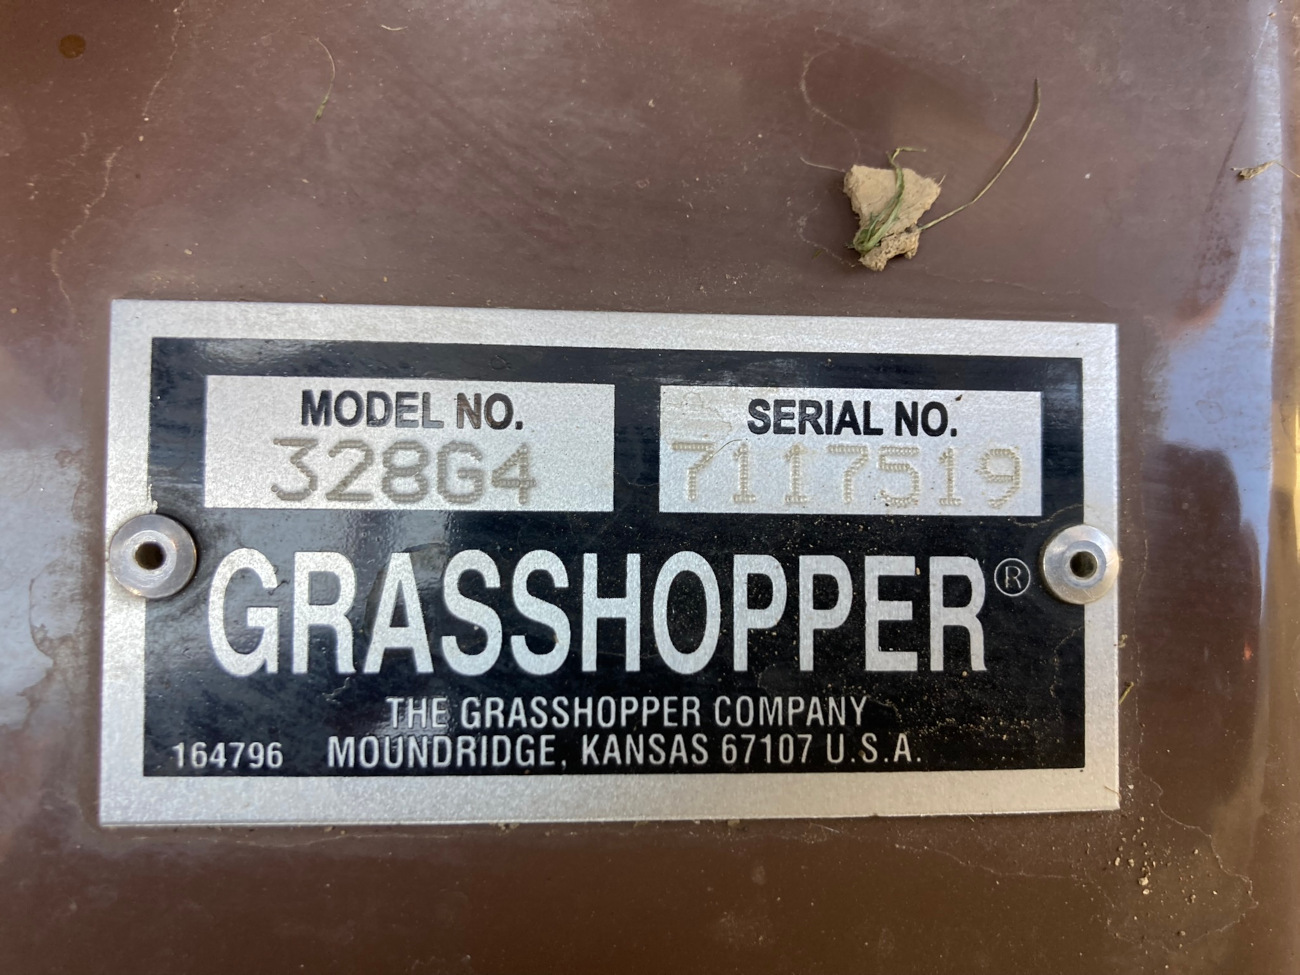 MODEL NO.
328G4
SERIAL NO.
7117519
GRASSHOPPER®
THE GRASSHOPPER COMPANY
164796 MOUNDRIDGE, KANSAS 67107 U.S.A.